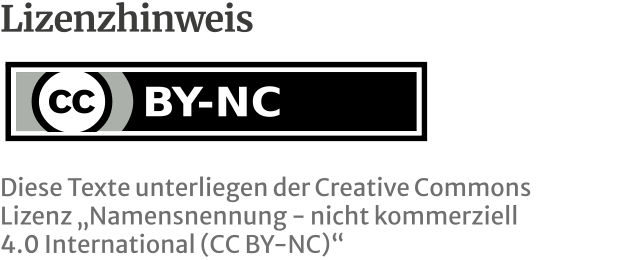 Lizenzhinweis
CC BY-NC
Diese Texte unterliegen der Creative Commons
Lizenz „Namensnennung - nicht kommerziell
4.0 International (CC BY-NC)“